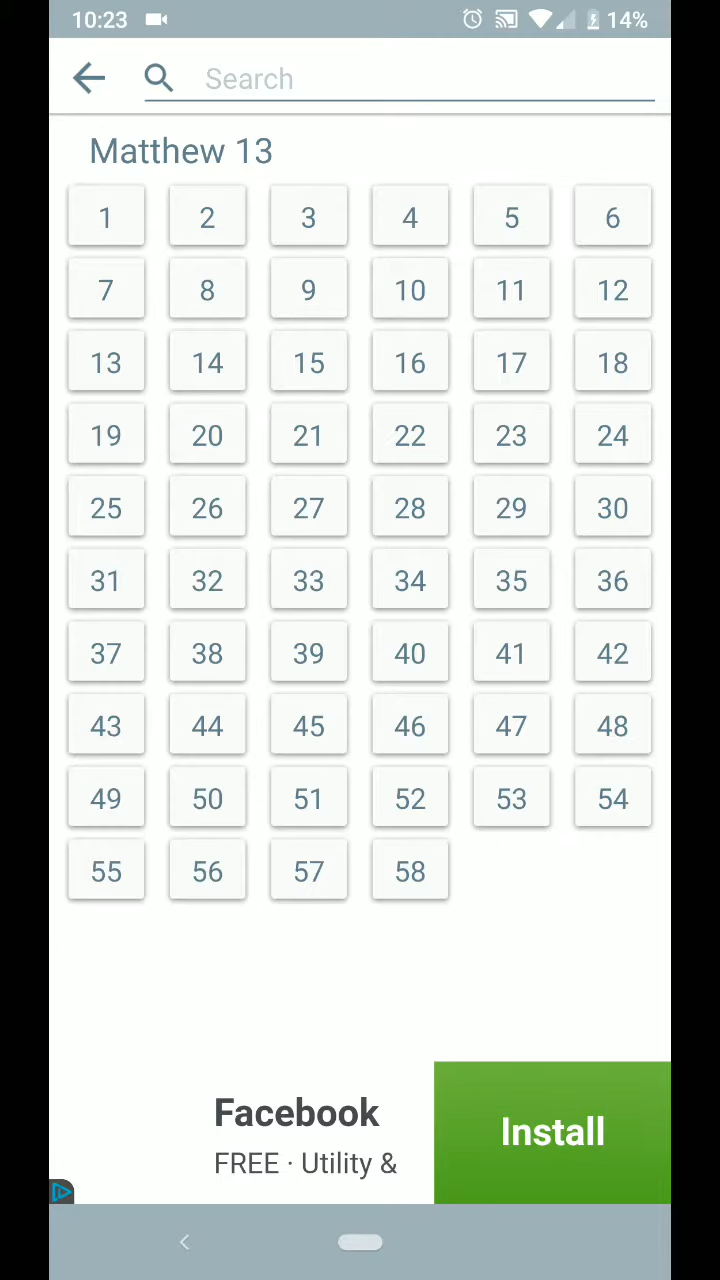 10:23 14%
Search
Matthew 13
1 2 3 4 5 6
7 8 9 10 11 12
13 14 15 16 17 18
19 20 21 22 23 24
25 26 27 28 29 30
31 32 33 34 35 36
37 38 39 40 41 42
43 44 45 46 47 48
49 50 51 52 53 54
55 56 57 58
Facebook
FREE · Utility &
Install